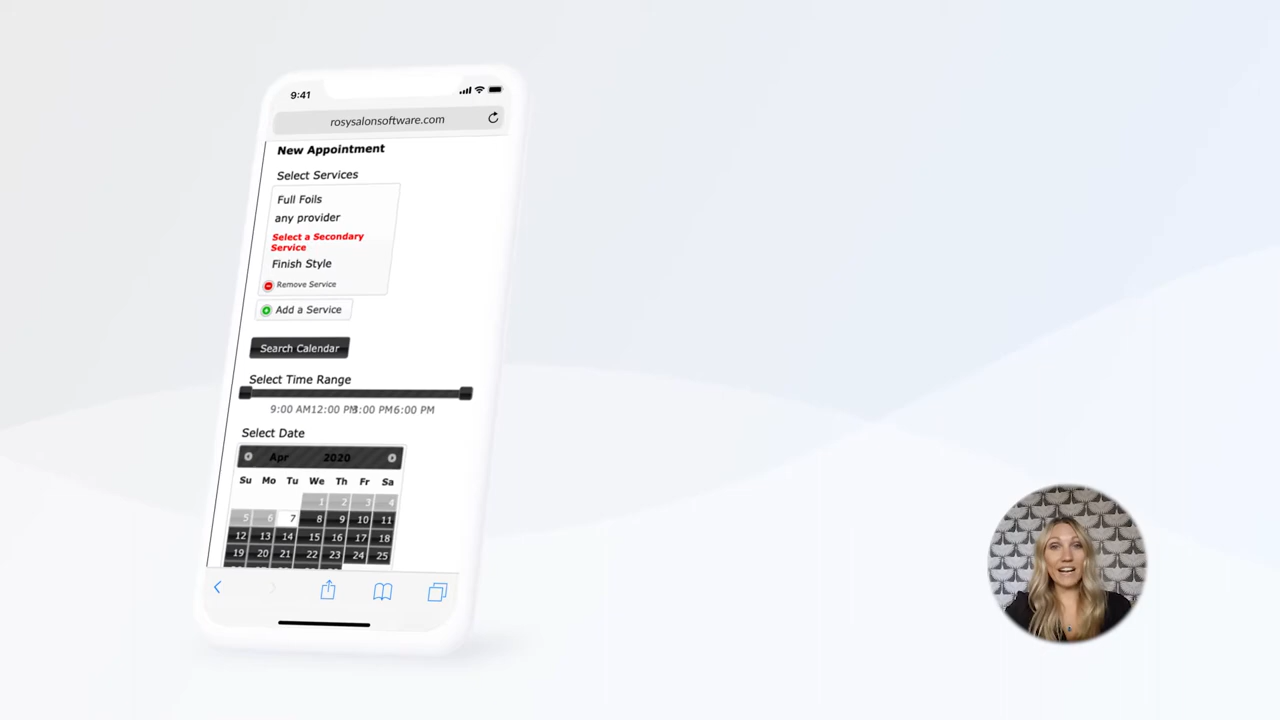 9:41
rosysalonsoftware.com
New Appointment
Select Services
Full Foils
any provider
Select a Secondary
Service
Finish Style
Remove Service
Add a Service
Search Calendar
Select Time Range
9:00 AM12:00 PM3:00 PM6:00 PM
Select Date
Apr 2020
Su Mo Tu We Th Fr Sa
1 2 3 4
5 6 7 8 9 10 11
12 13 14 15 16 17 18
19 20 21 22 23 24 25